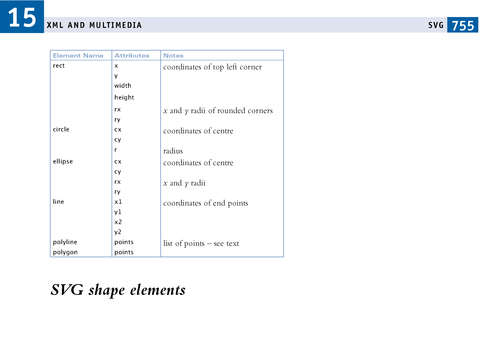 15 XML AND MULTIMEDIA SVG 755
Element Name Attributes Notes
rect x coordinates of top left corner
y
width
height
rx x and y radii of rounded corners
ry
circle cx coordinates of centre
cy
r radius
ellipse cx coordinates of centre
cy
rx x and y radii
ry
line x1 coordinates of end points
y1
x2
y2
polyline points list of points – see text
polygon points
SVG shape elements